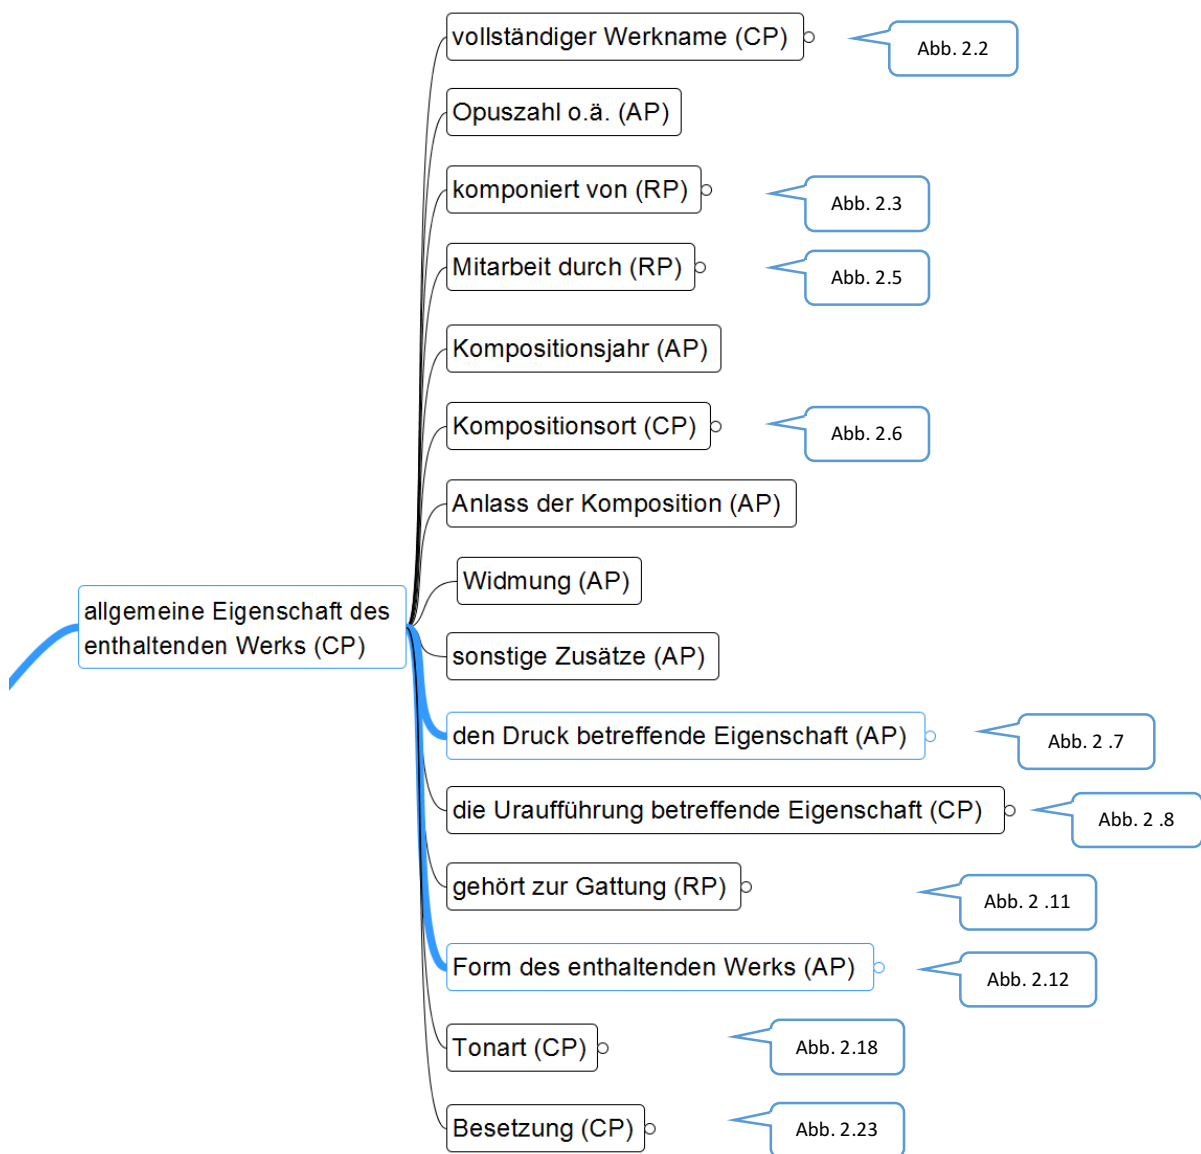 vollständiger Werkname (CP)
Abb. 2.2
Opuszahl o.ä. (AP)
komponiert von (RP)
Abb. 2.3
Mitarbeit durch (RP)
Abb. 2.5
Kompositionsjahr (AP)
Kompositionsort (CP)
Abb. 2.6
Anlass der Komposition (AP)
Widmung (AP)
allgemeine Eigenschaft des
enthaltenden Werks (CP)
sonstige Zusätze (AP)
den Druck betreffende Eigenschaft (AP)
Abb. 2 .7
die Uraufführung betreffende Eigenschaft (CP)
Abb. 2 .8
gehört zur Gattung (RP)
Abb. 2 .11
Form des enthaltenden Werks (AP)
Abb. 2.12
Tonart (CP)
Abb. 2.18
Besetzung (CP)
Abb. 2.23